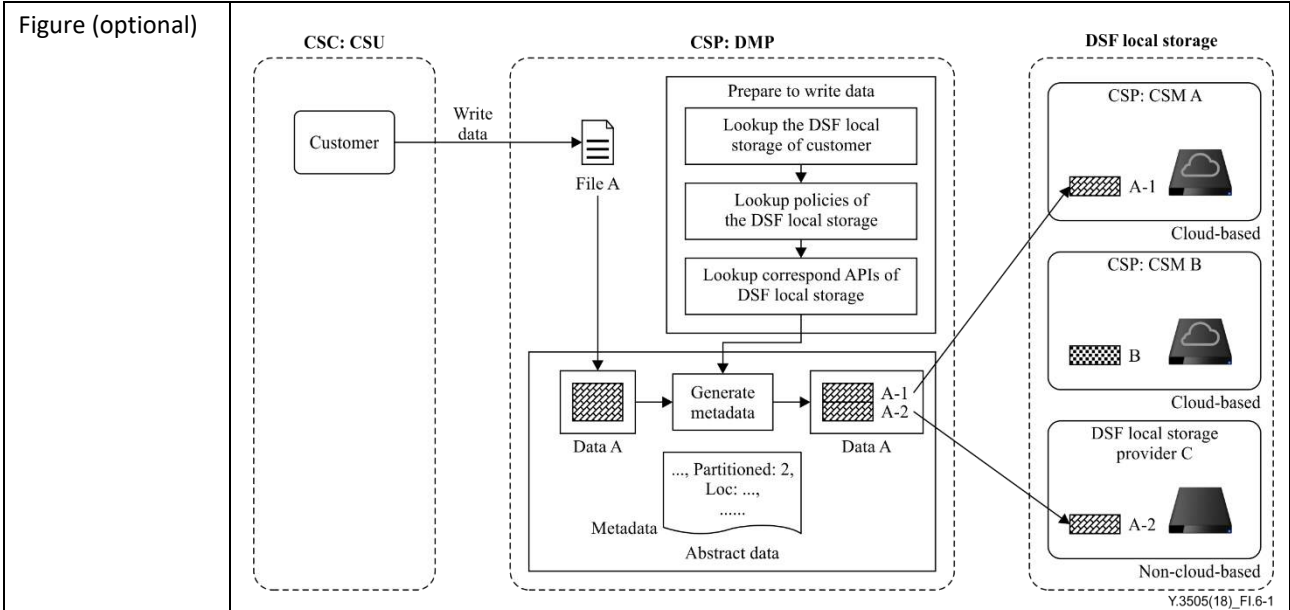 Figure (optional)
CSC: CSU
CSP: DMP
DSF local storage
Customer
Write
data
File A
Prepare to write data
Lookup the DSF local
storage of customer
Lookup policies of
the DSF local storage
Lookup correspond APIs of
DSF local storage
Data A
Generate
metadata
A-1
A-2
Data A
..., Partitioned: 2,
Loc: ...,
......
Metadata
Abstract data
CSP: CSM A
A-1
Cloud-based
CSP: CSM B
B
Cloud-based
DSF local storage
provider C
A-2
Non-cloud-based
Y.3505(18)_FI.6-1